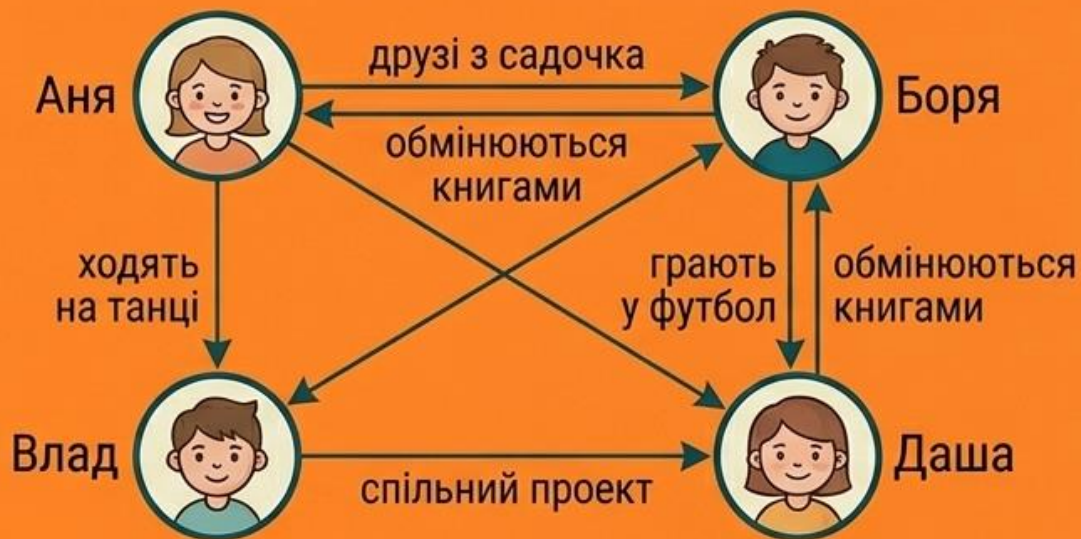 Аня
друзі з садочка
Боря
обмінюються
книгами
ходять
на танці
грають
у футбол
обмінюються
книгами
Влад
спільний проект
Даша